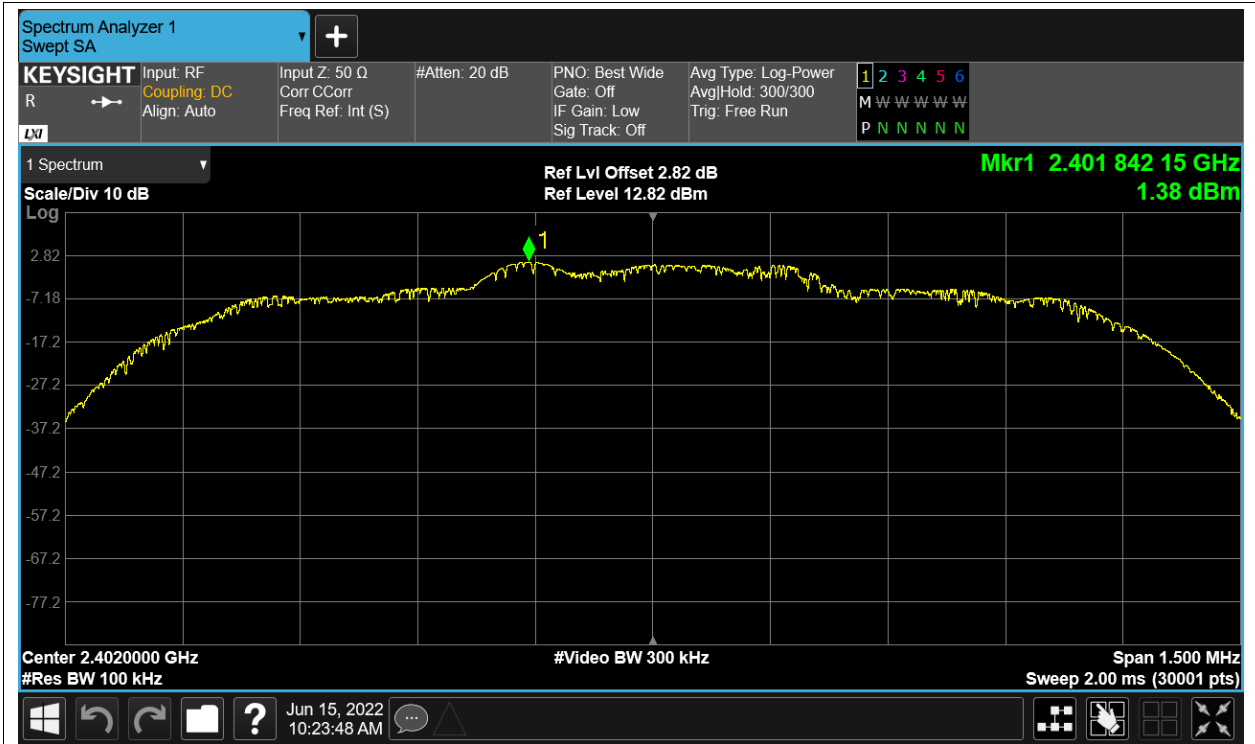 Spectrum Analyzer 1
Swept SA
+
KEYSIGHT
R
LXI
Input: RF
Coupling: DC
Align: Auto
Input Z: 50 Ω
Corr CCorr
Freq Ref: Int (S)
#Atten: 20 dB
PNO: Best Wide
Gate: Off
IF Gain: Low
Sig Track: Off
Avg Type: Log-Power
Avg|Hold: 300/300
Trig: Free Run
1 2 3 4 5 6
M W W W W W
P N N N N N
1 Spectrum
Scale/Div 10 dB
Log
Ref Lvl Offset 2.82 dB
Ref Level 12.82 dBm
Mkr1 2.401 842 15 GHz
1.38 dBm
1
2.82
-7.18
-17.2
-27.2
-37.2
-47.2
-57.2
-67.2
-77.2
Center 2.4020000 GHz
#Video BW 300 kHz
Span 1.500 MHz
#Res BW 100 kHz
Sweep 2.00 ms (30001 pts)
?
Jun 15, 2022
10:23:48 AM